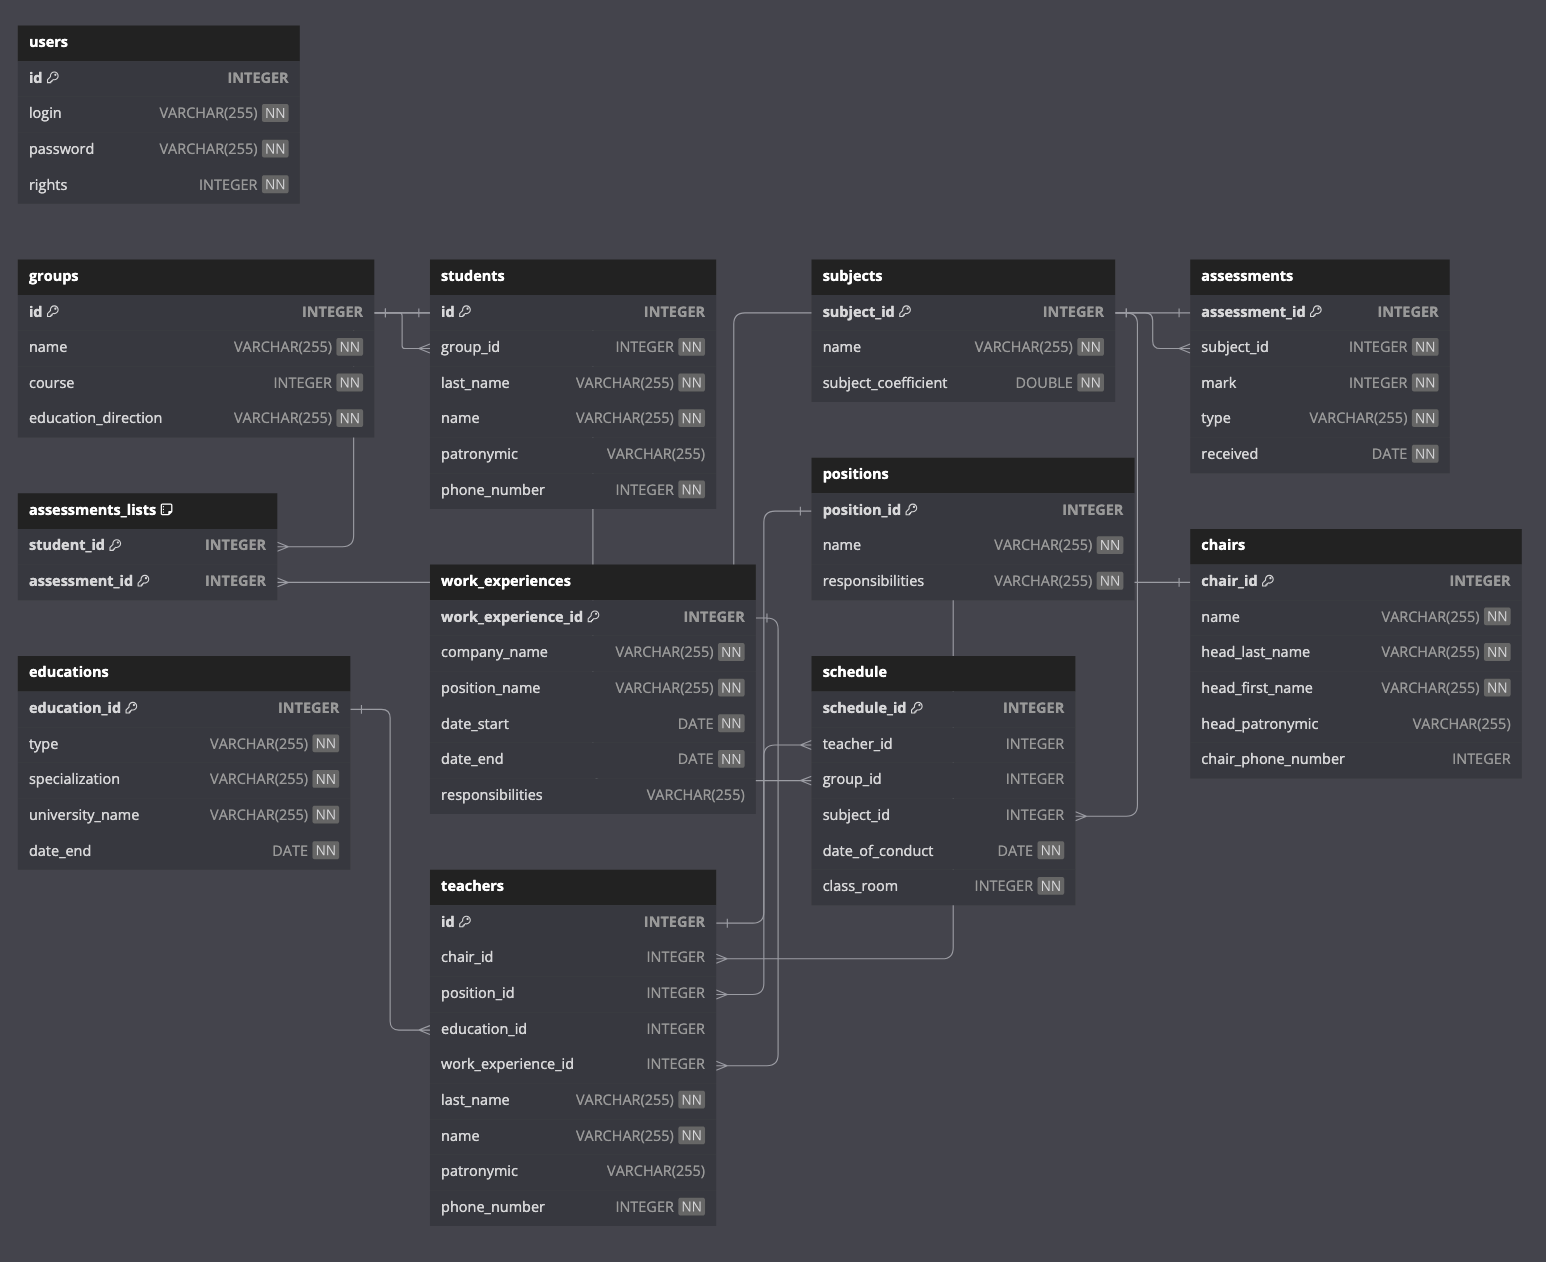 users
id INTEGER
login VARCHAR(255) NN
password VARCHAR(255) NN
rights INTEGER NN
groups
id INTEGER
name VARCHAR(255) NN
course INTEGER NN
education_direction VARCHAR(255) NN
students
id INTEGER
group_id INTEGER NN
last_name VARCHAR(255) NN
name VARCHAR(255) NN
patronymic VARCHAR(255)
phone_number INTEGER NN
subjects
subject_id INTEGER
name VARCHAR(255) NN
subject_coefficient DOUBLE NN
assessments
assessment_id INTEGER
subject_id INTEGER NN
mark INTEGER NN
type VARCHAR(255) NN
received DATE NN
positions
position_id INTEGER
name VARCHAR(255) NN
responsibilities VARCHAR(255) NN
assessments_lists
student_id INTEGER
assessment_id INTEGER
chairs
chair_id INTEGER
name VARCHAR(255) NN
head_last_name VARCHAR(255) NN
head_first_name VARCHAR(255) NN
head_patronymic VARCHAR(255)
chair_phone_number INTEGER
work_experiences
work_experience_id INTEGER
company_name VARCHAR(255) NN
position_name VARCHAR(255) NN
date_start DATE NN
date_end DATE NN
responsibilities VARCHAR(255)
educations
education_id INTEGER
type VARCHAR(255) NN
specialization VARCHAR(255) NN
university_name VARCHAR(255) NN
date_end DATE NN
schedule
schedule_id INTEGER
teacher_id INTEGER
group_id INTEGER
subject_id INTEGER
date_of_conduct DATE NN
class_room INTEGER NN
teachers
id INTEGER
chair_id INTEGER
position_id INTEGER
education_id INTEGER
work_experience_id INTEGER
last_name VARCHAR(255) NN
name VARCHAR(255) NN
patronymic VARCHAR(255)
phone_number INTEGER NN